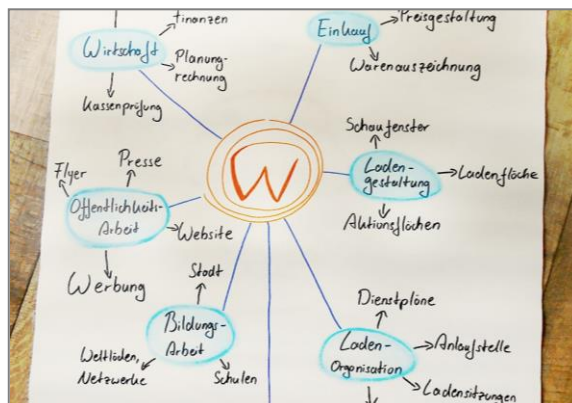 Finanzen
Wirtschaft
Planungs-
rechnung
Kassenprüfung
Preisgestaltung
Einkauf
Warenauszeichnung
W
Schaufenster
Laden-
gestaltung
Ladenfläche
Aktionsflächen
Presse
Flyer
Öffentlichkeits-
Arbeit
Website
Werbung
Stadt
Bildungs-
Arbeit
Weltläden,
Netzwerke
Schulen
Dienstpläne
Laden-
Organisation
Anlaufstelle
Ladensitzungen